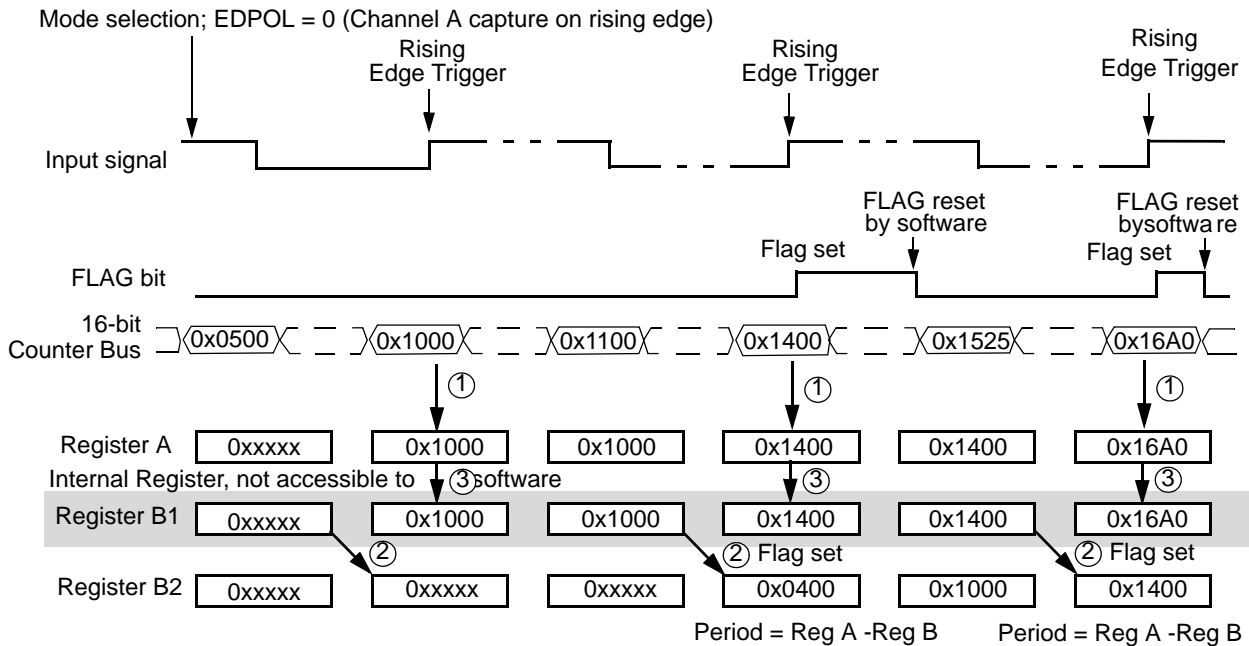 Mode selection; EDPOL = 0 (Channel A capture on rising edge)
Rising
Edge Trigger
Rising
Edge Trigger
Rising
Edge Trigger
Input signal
FLAG reset
by software
FLAG reset
bysoftwa re
Flag set
Flag set
FLAG bit
16-bit
Counter Bus
0x0500 0x1000 0x1100 0x1400 0x1525 0x16A0
1 1 1
Register A 0xxxxx 0x1000 0x1000 0x1400 0x1400 0x16A0
Internal Register, not accessible to 3 software 3 3
Register B1 0xxxxx 0x1000 0x1000 0x1400 0x1400 0x16A0
2 2 Flag set 2 Flag set
Register B2 0xxxxx 0xxxxx 0xxxxx 0x0400 0x1000 0x1400
Period = Reg A -Reg B Period = Reg A -Reg B